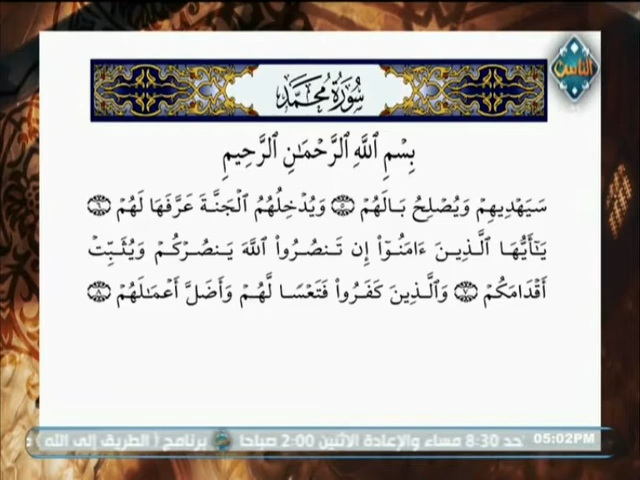 الناس
سُورَةُ مُحَمَّدٍ
بِسْمِ ٱللَّهِ ٱلرَّحْمَـٰنِ ٱلرَّحِيمِ
سَيَهْدِيهِمْ وَيُصْلِحُ بَالَهُمْ ۝٥ وَيُدْخِلُهُمُ ٱلْجَنَّةَ عَرَّفَهَا لَهُمْ ۝٦
يَـٰٓأَيُّهَا ٱلَّذِينَ ءَامَنُوٓا۟ إِن تَنصُرُوا۟ ٱللَّهَ يَنصُرْكُمْ وَيُثَبِّتْ
أَقْدَامَكُمْ ۝٧ وَٱلَّذِينَ كَفَرُوا۟ فَتَعْسًا لَّهُمْ وَأَضَلَّ أَعْمَـٰلَهُمْ ۝٨
حد 8:30 مساء والإعادة الاثنين 2:00 صباحا برنامج ( الطريق إلى الله )
05:02PM